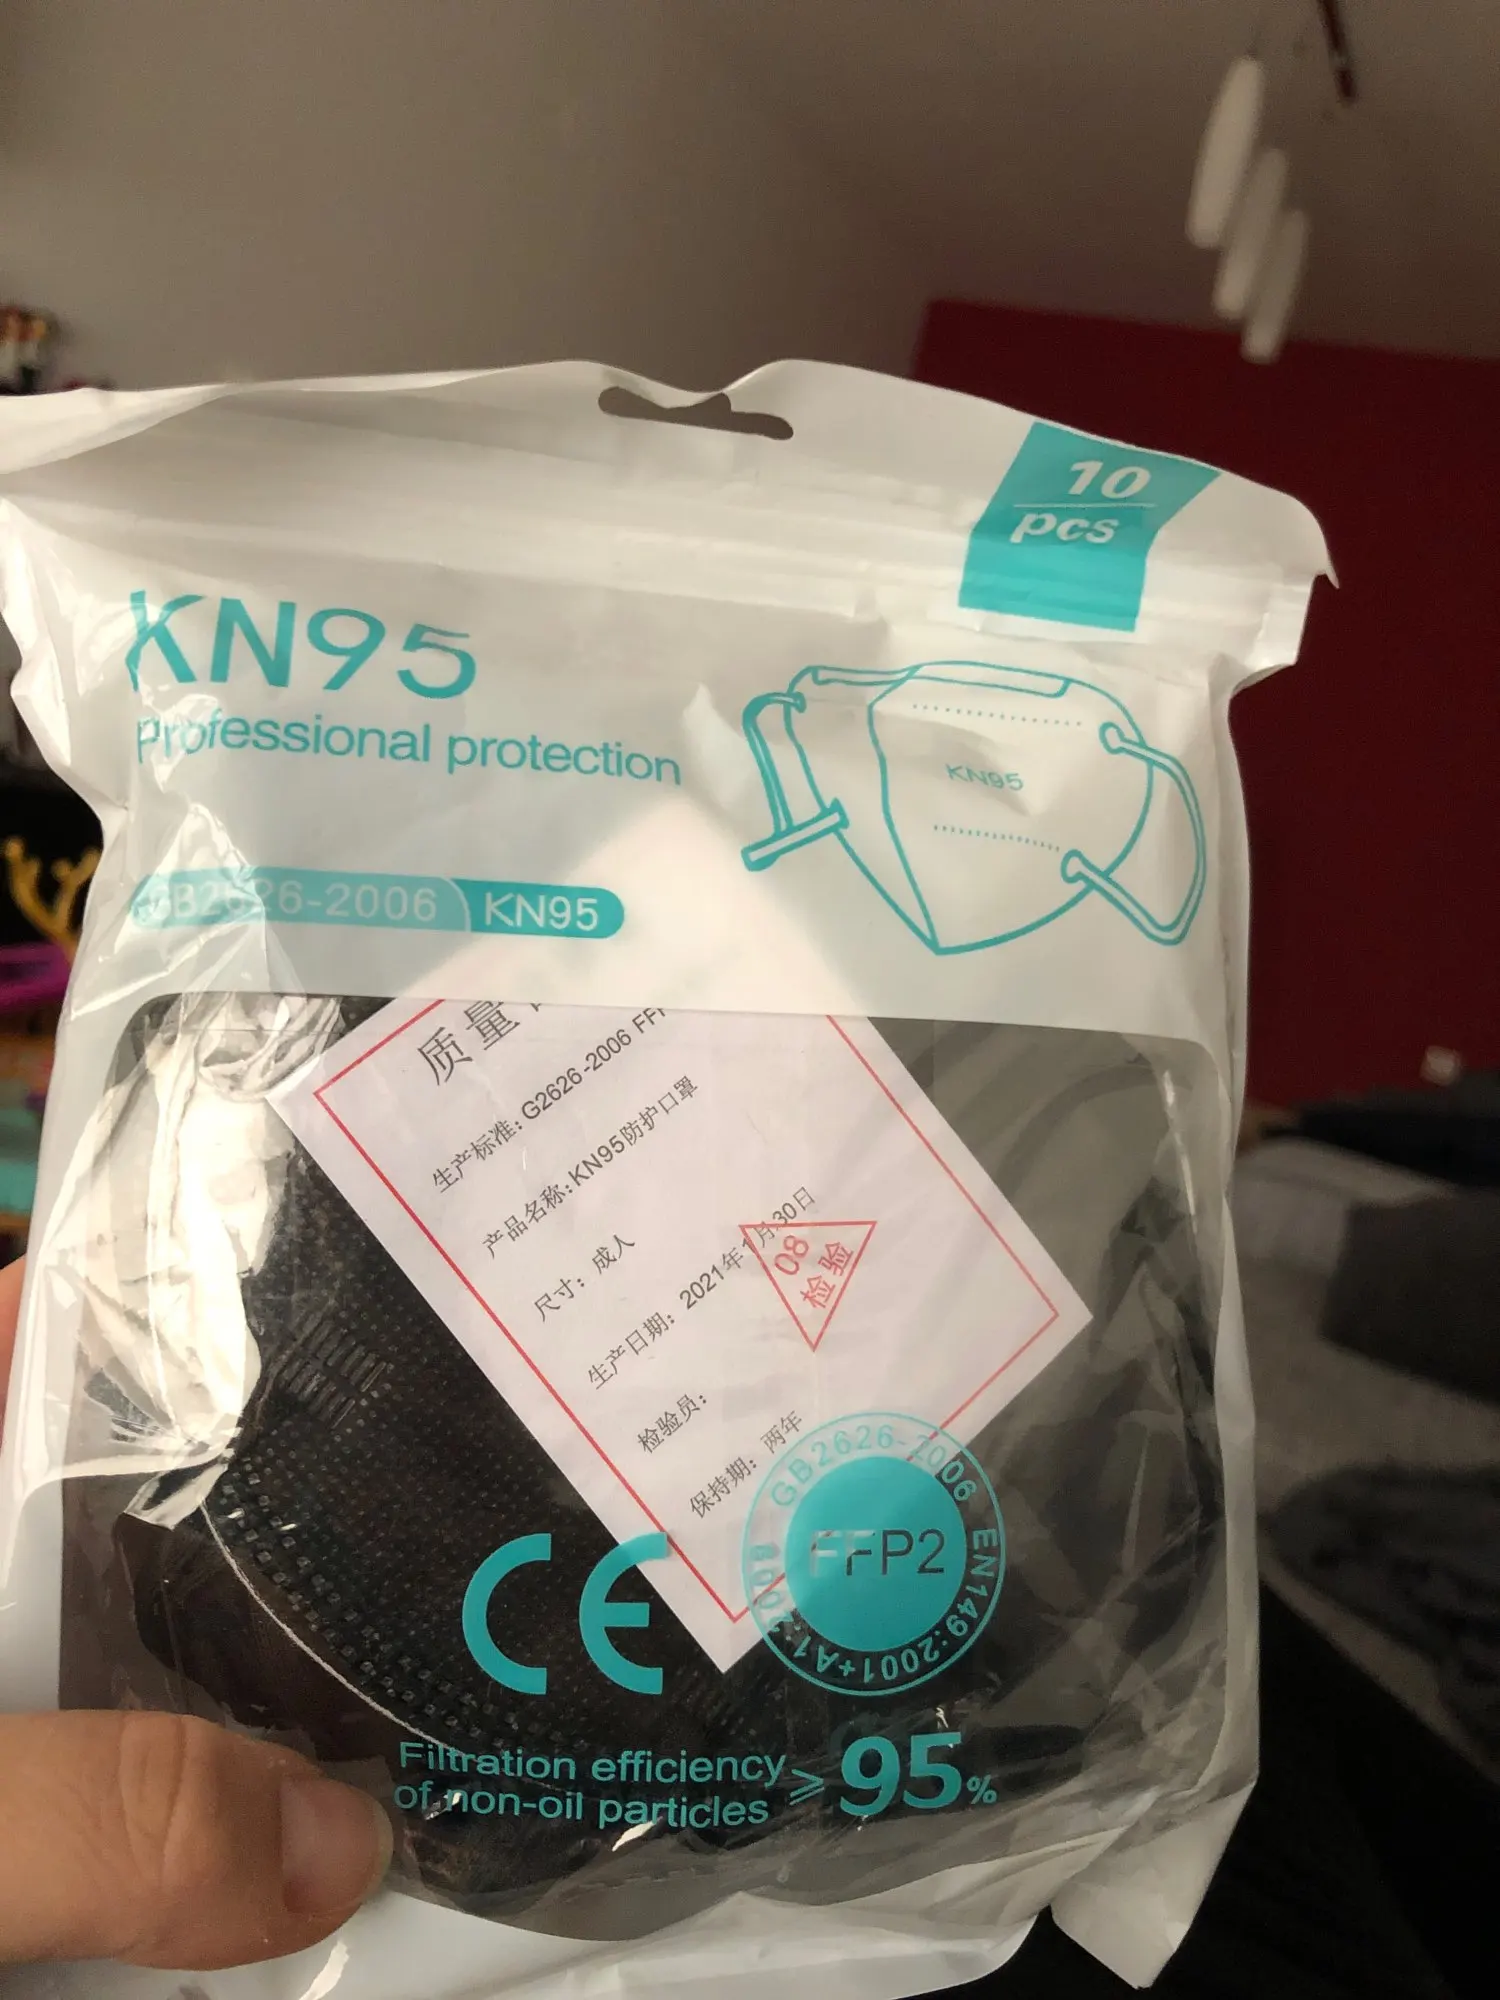 10
pcs
KN95
Professional protection
KN95
GB2626-2006 KN95
质量
生产标准: G2626-2006 FF
产品名称: KN95防护口罩
尺寸: 成人
生产日期: 2021年1月30日
08
检验
检验员:
保持期: 两年
CE
GB2626-2006 EN149:2001+A1:2009
FFP2
Filtration efficiency
of non-oil particles ≥ 95%